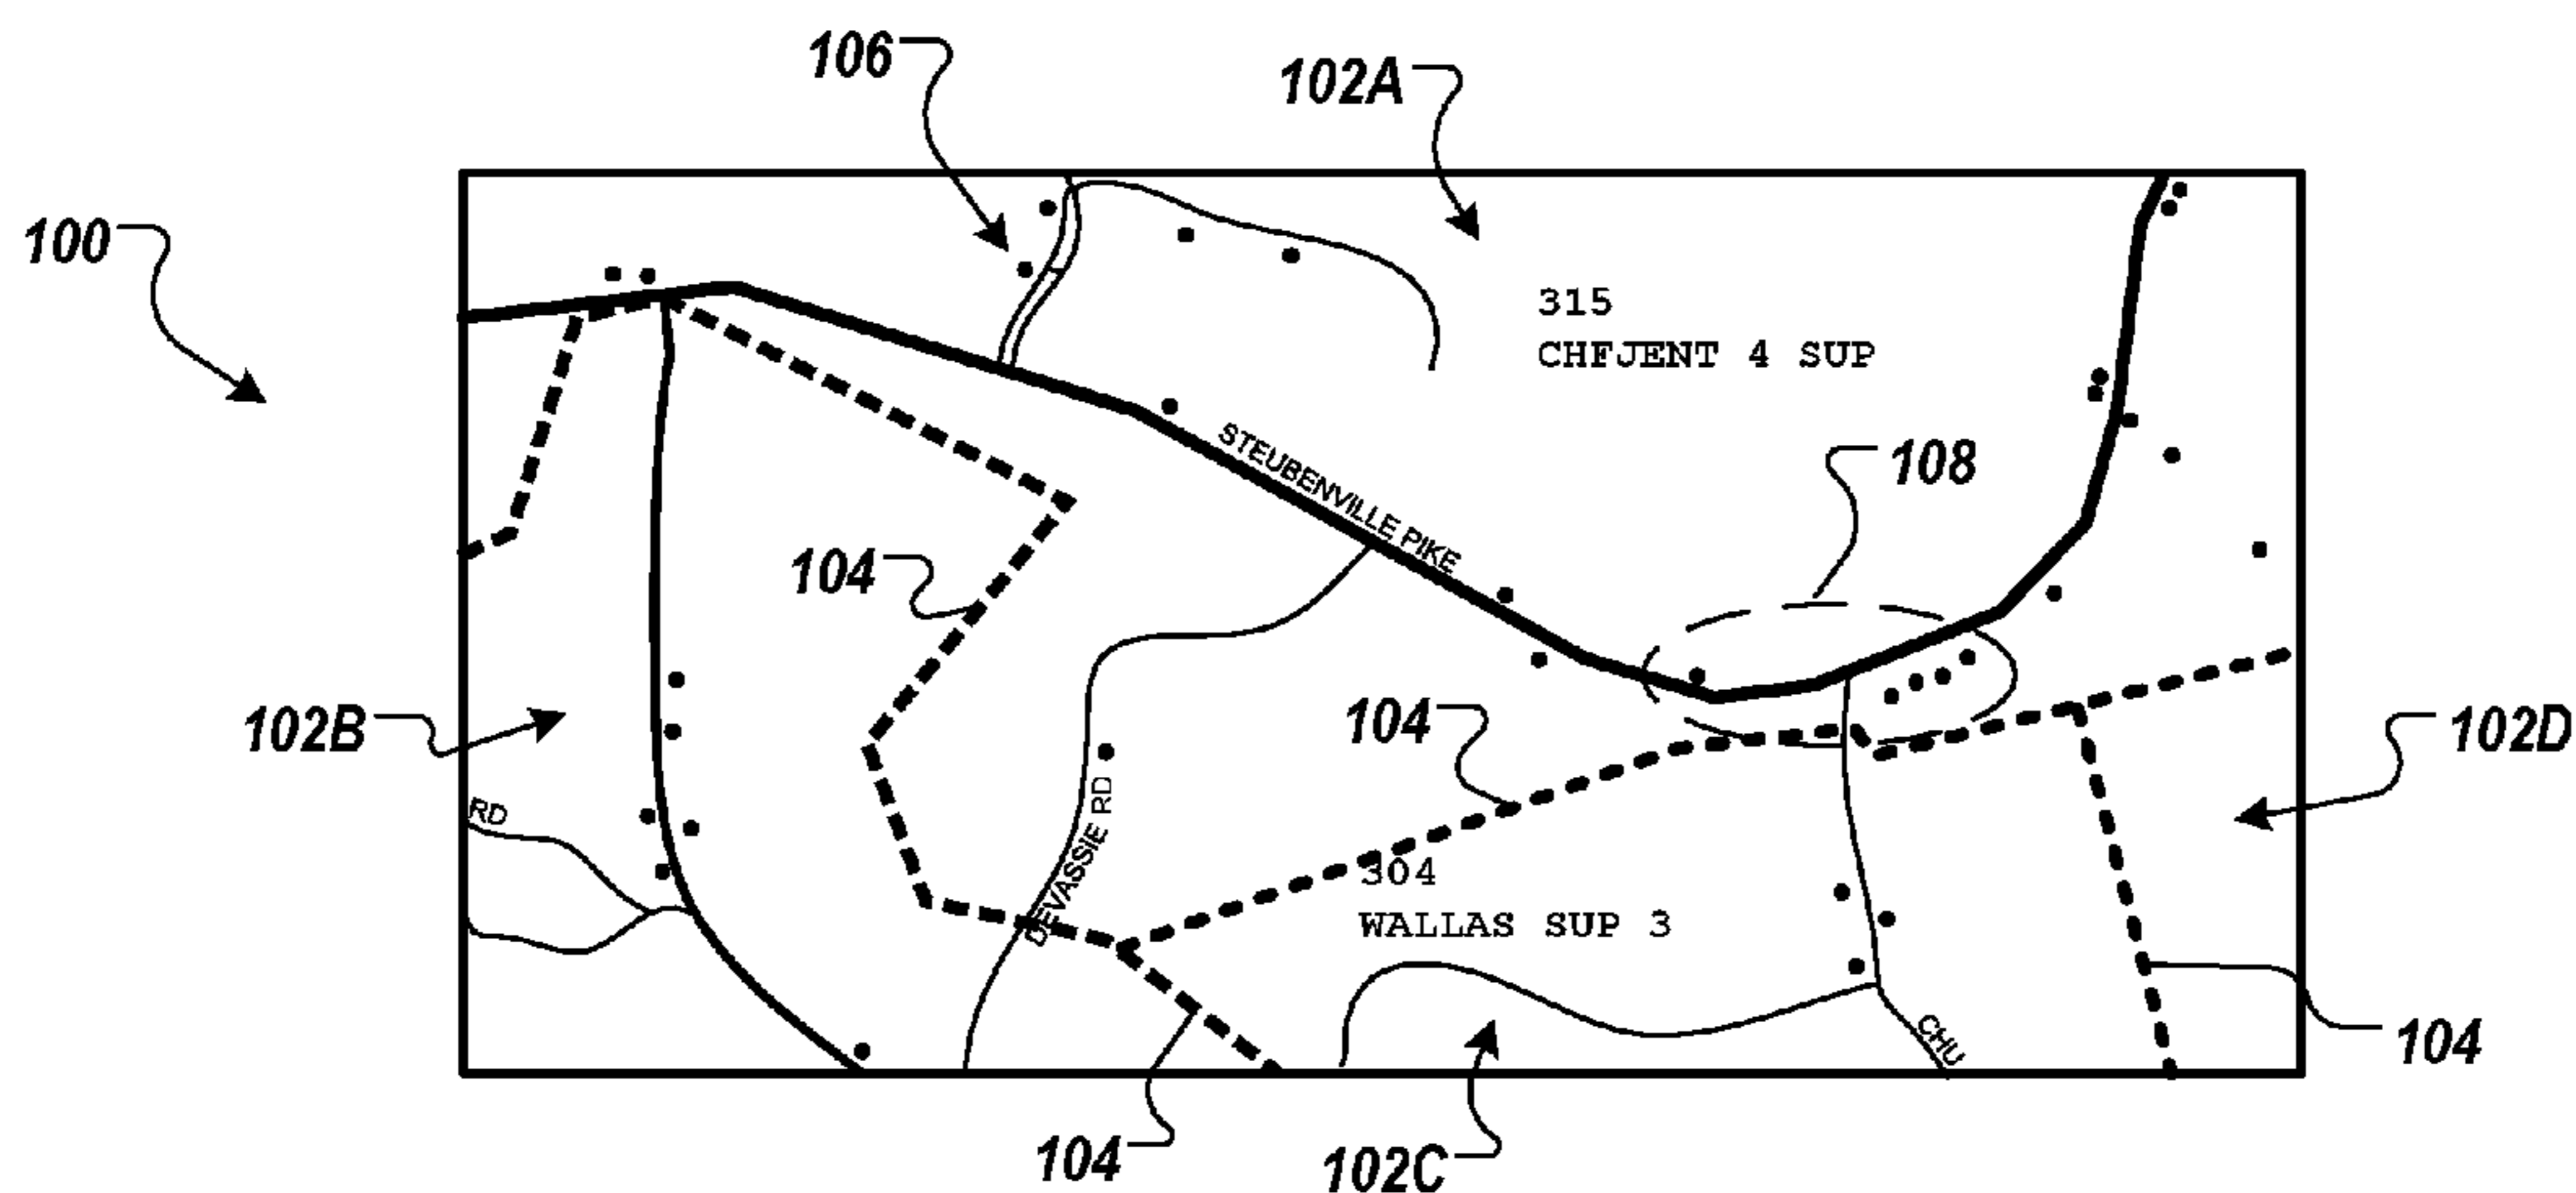 106
102A
100
315
CHFJENT 4 SUP
STEUBENVILLE PIKE
108
104
102B
104
102D
RD
DEVASSIE RD
304
WALLAS SUP 3
CHU
104
104
102C